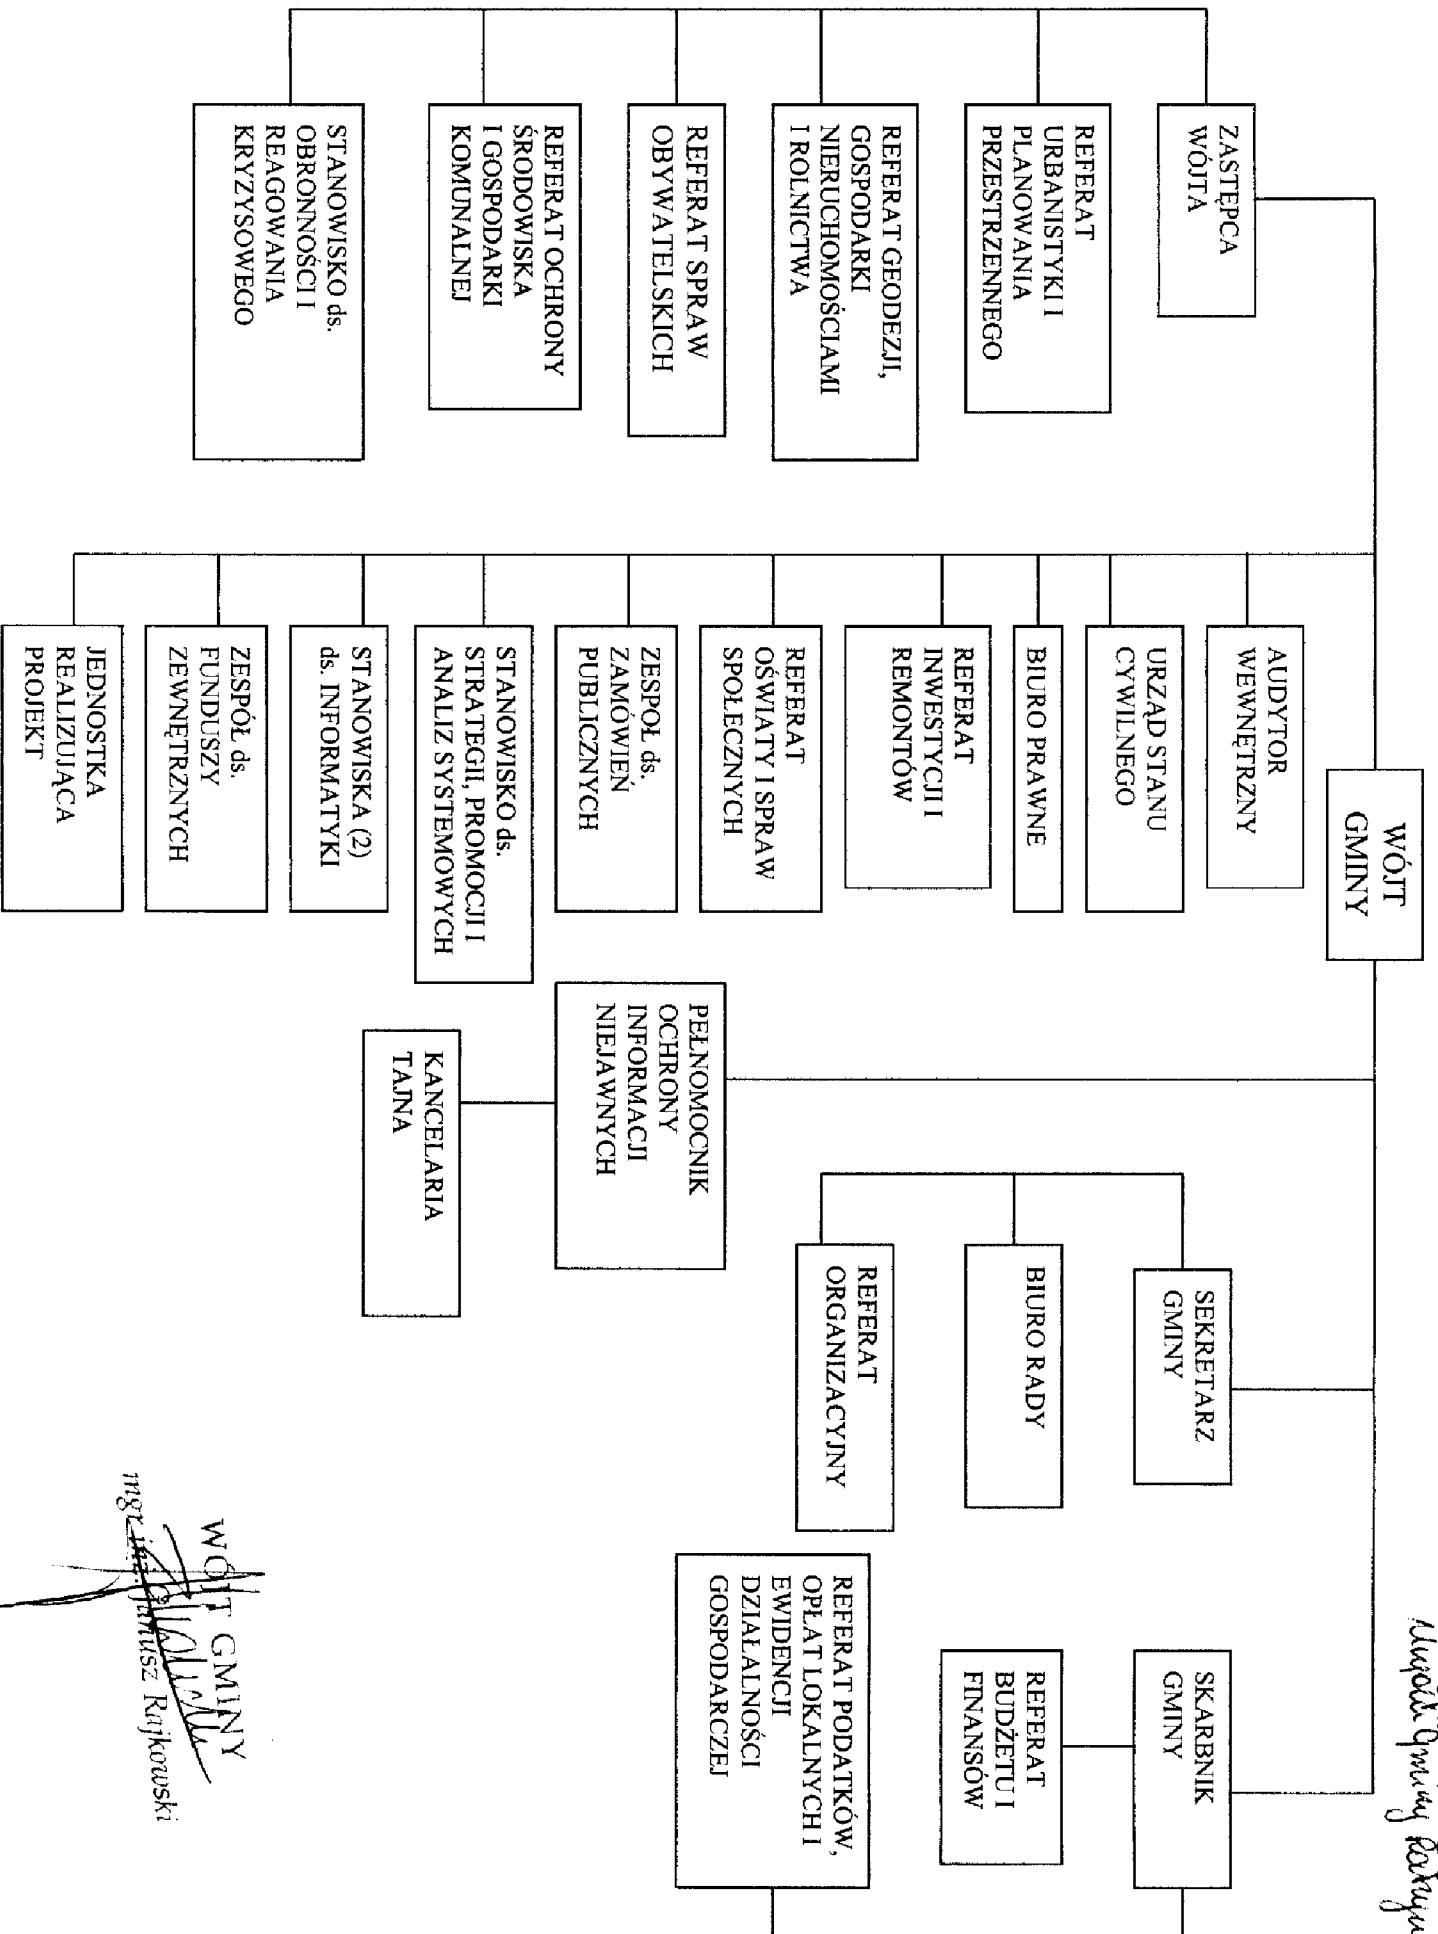 WÓJT
GMINY
ZASTĘPCA
WÓJTA
REFERAT
URBANISTYKI I
PLANOWANIA
PRZESTRZENNEGO
REFERAT GEODEZJI,
GOSPODARKI
NIERUCHOMOŚCIAMI
I ROLNICTWA
REFERAT SPRAW
OBYWATELSKICH
REFERAT OCHRONY
ŚRODOWISKA
I GOSPODARKI
KOMUNALNEJ
STANOWISKO ds.
OBRONNOŚCI I
REAGOWANIA
KRYZYSOWEGO
AUDYTOR
WEWNĘTRZNY
URZĄD STANU
CYWILNEGO
BIURO PRAWNE
REFERAT
INWESTYCJI I
REMONTÓW
REFERAT
OŚWIATY I SPRAW
SPOŁECZNYCH
ZESPOŁ ds.
ZAMÓWIEŃ
PUBLICZNYCH
STANOWISKO ds.
STRATEGII, PROMOCJI I
ANALIZ SYSTEMOWYCH
STANOWISKA (2)
ds. INFORMATYKI
ZESPÓŁ ds.
FUNDUSZY
ZEWNĘTRZNYCH
JEDNOSTKA
REALIZUJĄCA
PROJEKT
PEŁNOMOCNIK
OCHRONY
INFORMACJI
NIEJAWNYCH
KANCELARIA
TAJNA
SEKRETARZ
GMINY
BIURO RADY
REFERAT
ORGANIZACYJNY
SKARBNIK
GMINY
REFERAT
BUDŻETU I
FINANSÓW
REFERAT PODATKÓW,
OPŁAT LOKALNYCH I
EWIDENCJI
DZIAŁALNOŚCI
GOSPODARCZEJ
WÓJT GMINY
mgr inż. Janusz Rajkowski